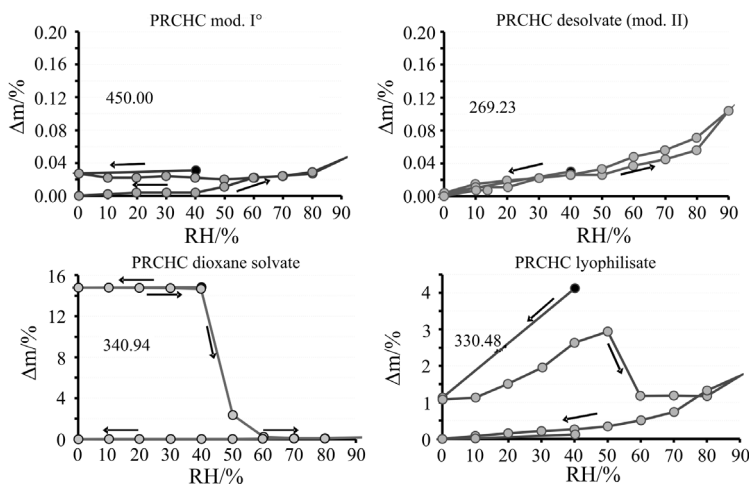 PRCHC mod. I°
PRCHC desolvate (mod. II)
Δm/%
0.20
0.16
0.12
0.08
0.04
0.00
450.00
0 10 20 30 40 50 60 70 80 90
RH/%
Δm/%
0.20
0.16
0.12
0.08
0.04
0.00
269.23
0 10 20 30 40 50 60 70 80 90
RH/%
PRCHC dioxane solvate
PRCHC lyophilisate
Δm/%
16
12
8
4
0
340.94
0 10 20 30 40 50 60 70 80 90
RH/%
Δm/%
4
3
2
1
0
330.48
0 10 20 30 40 50 60 70 80 90
RH/%